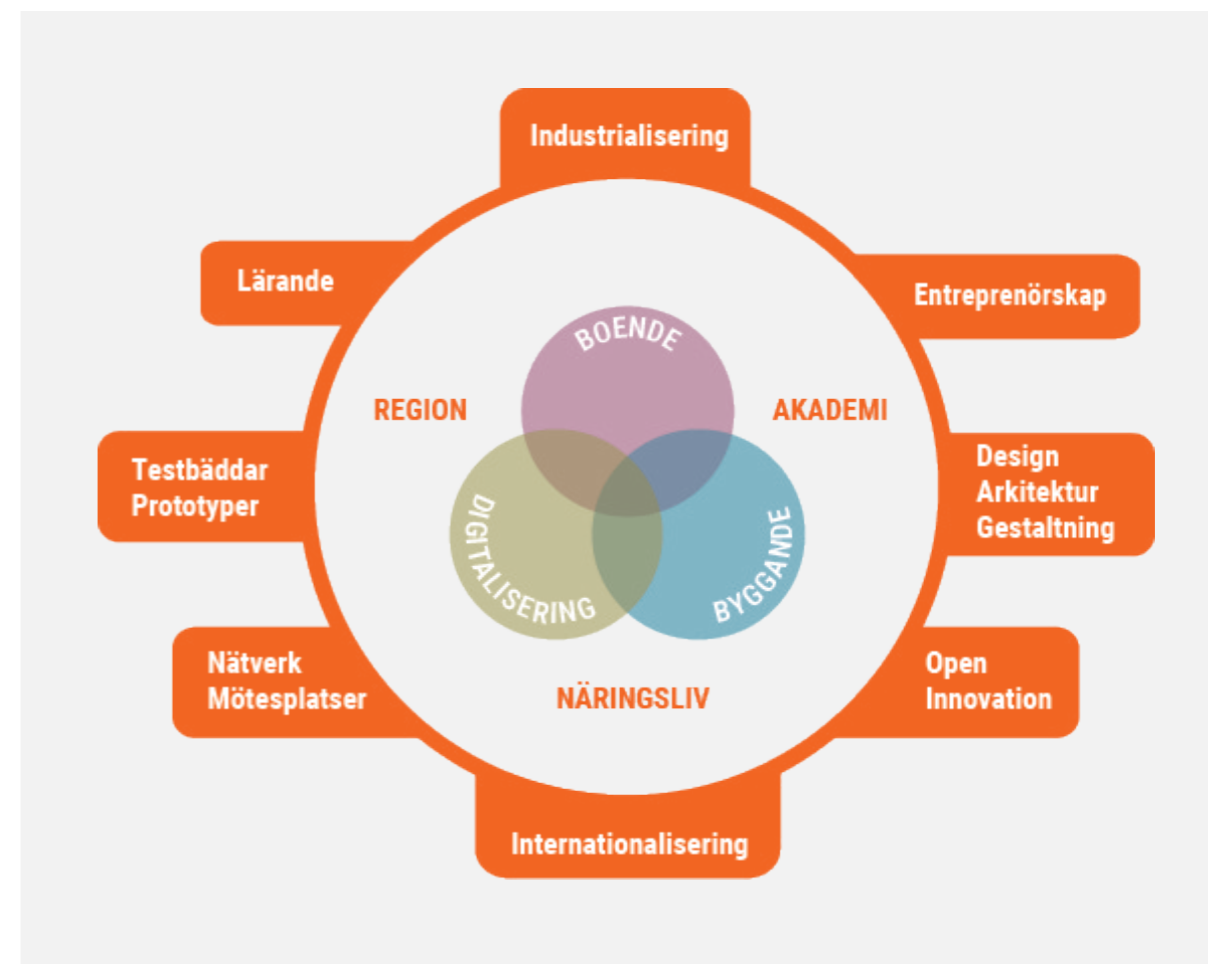 Industrialisering
Lärande
Entreprenörskap
BOENDE
REGION
AKADEMI
Testbäddar
Prototyper
Design
Arkitektur
Gestaltning
DIGITALISERING
BYGGANDE
Nätverk
Mötesplatser
NÄRINGSLIV
Open
Innovation
Internationalisering